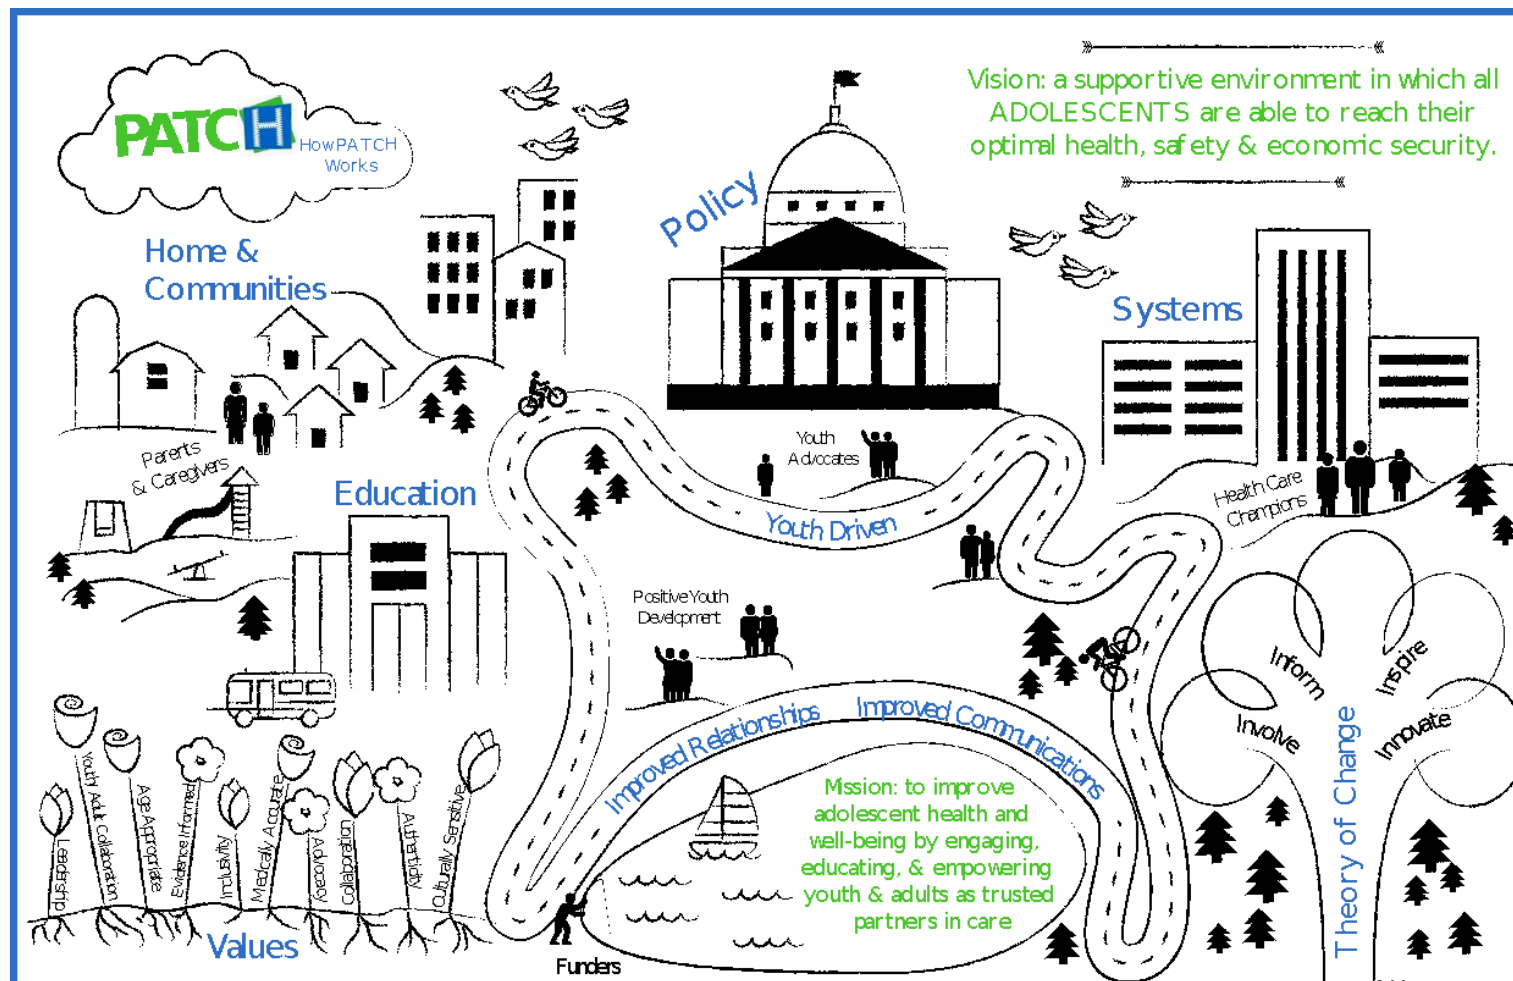 PATCH
How PATCH
Works
Vision: a supportive environment in which all
ADOLESCENTS are able to reach their
optimal health, safety & economic security.
Policy
Home &
Communities
Systems
Parents
& Caregivers
Youth
Advocates
Education
Youth Driven
Health Care
Champions
Positive Youth
Development
Improved Relationships
Improved Communications
Mission: to improve
adolescent health and
well-being by engaging,
educating, & empowering
youth & adults as trusted
partners in care
Involve
Inform
Inspire
Innovate
Theory of Change
Leadership
Youth/Adult Collaboration
Age Appropriate
Evidence Informed
Inclusivity
Medically Accurate
Advocacy
Collaboration
Authenticity
Culturally Sensitive
Values
Funders